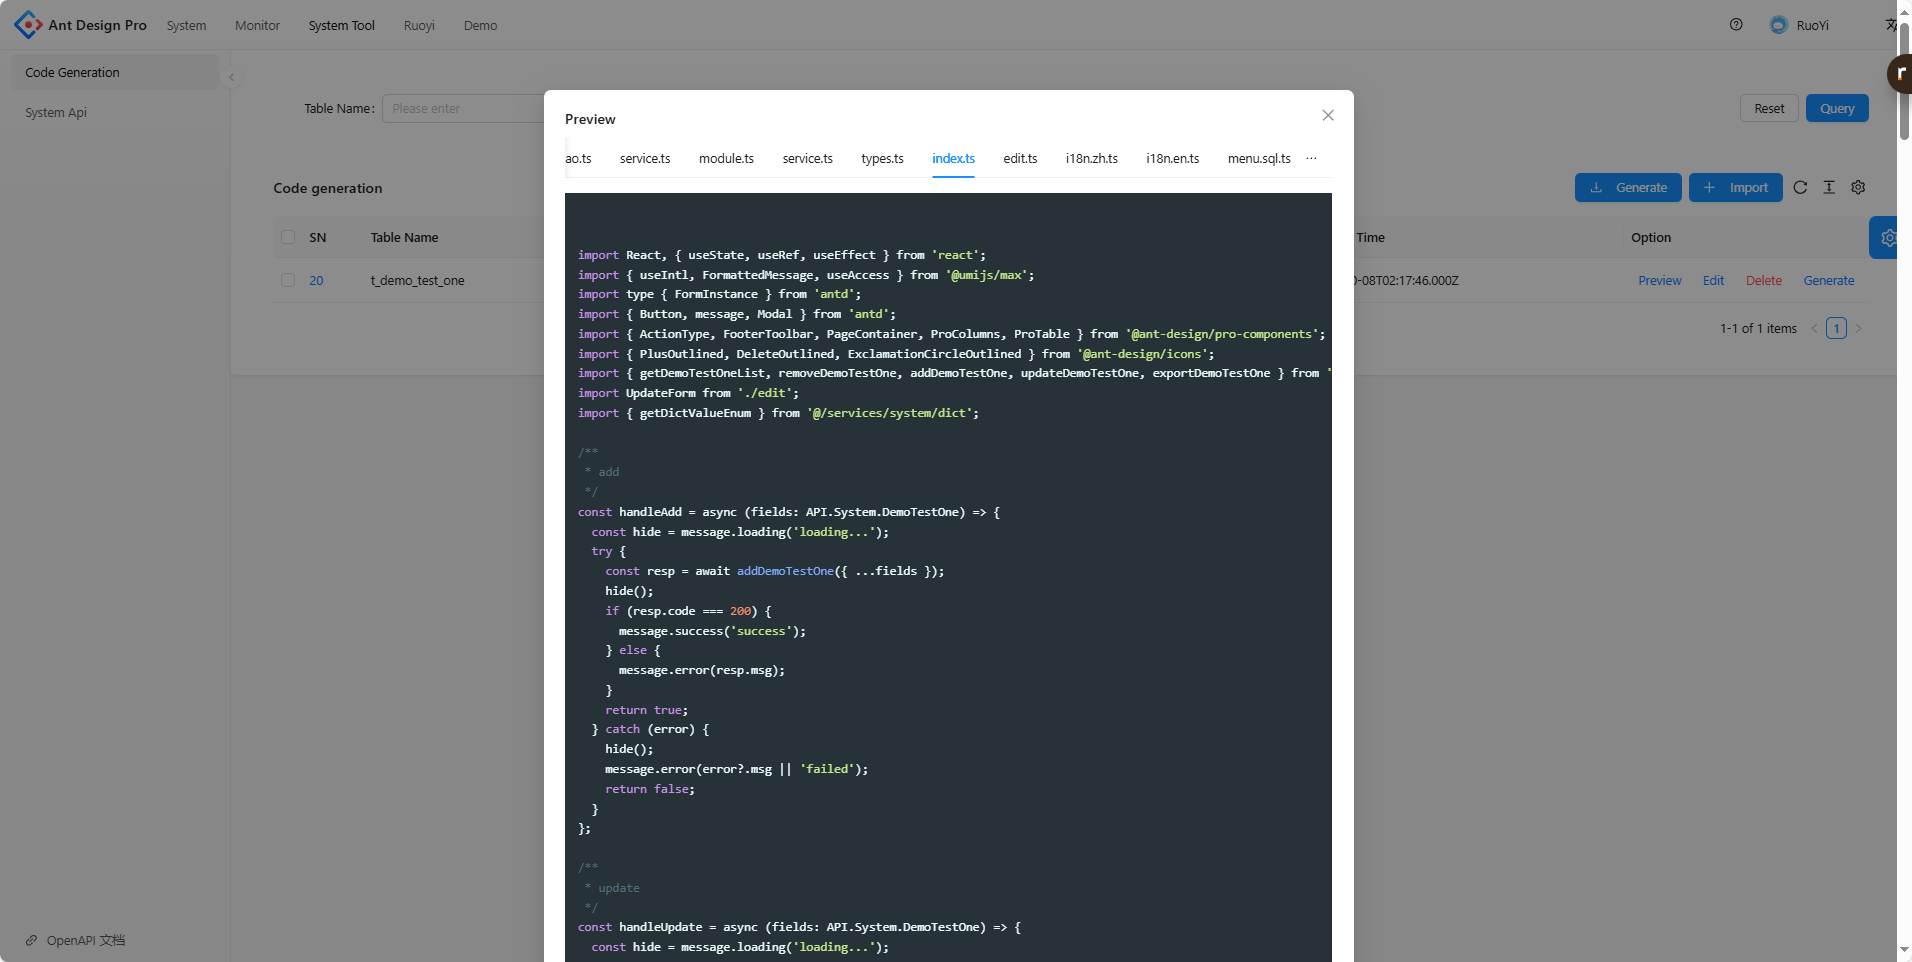 Ant Design Pro
System
Monitor
System Tool
Ruoyi
Demo
RuoYi
Code Generation
System Api
Table Name :
Please enter
Reset
Query
Code generation
Generate
Import
SN
Table Name
Time
Option
20
t_demo_test_one
0-08T02:17:46.000Z
Preview
Edit
Delete
Generate
1-1 of 1 items
1
OpenAPI 文档
Preview
ao.ts
service.ts
module.ts
service.ts
types.ts
index.ts
edit.ts
i18n.zh.ts
i18n.en.ts
menu.sql.ts
···
import React, { useState, useRef, useEffect } from 'react';
import { useIntl, FormattedMessage, useAccess } from '@umijs/max';
import type { FormInstance } from 'antd';
import { Button, message, Modal } from 'antd';
import { ActionType, FooterToolbar, PageContainer, ProColumns, ProTable } from '@ant-design/pro-components';
import { PlusOutlined, DeleteOutlined, ExclamationCircleOutlined } from '@ant-design/icons';
import { getDemoTestOneList, removeDemoTestOne, addDemoTestOne, updateDemoTestOne, exportDemoTestOne } from '
import UpdateForm from './edit';
import { getDictValueEnum } from '@/services/system/dict';
/**
 * add
 */
const handleAdd = async (fields: API.System.DemoTestOne) => {
  const hide = message.loading('loading...');
  try {
    const resp = await addDemoTestOne({ ...fields });
    hide();
    if (resp.code === 200) {
      message.success('success');
    } else {
      message.error(resp.msg);
    }
    return true;
  } catch (error) {
    hide();
    message.error(error?.msg || 'failed');
    return false;
  }
};
/**
 * update
 */
const handleUpdate = async (fields: API.System.DemoTestOne) => {
  const hide = message.loading('loading...');
r